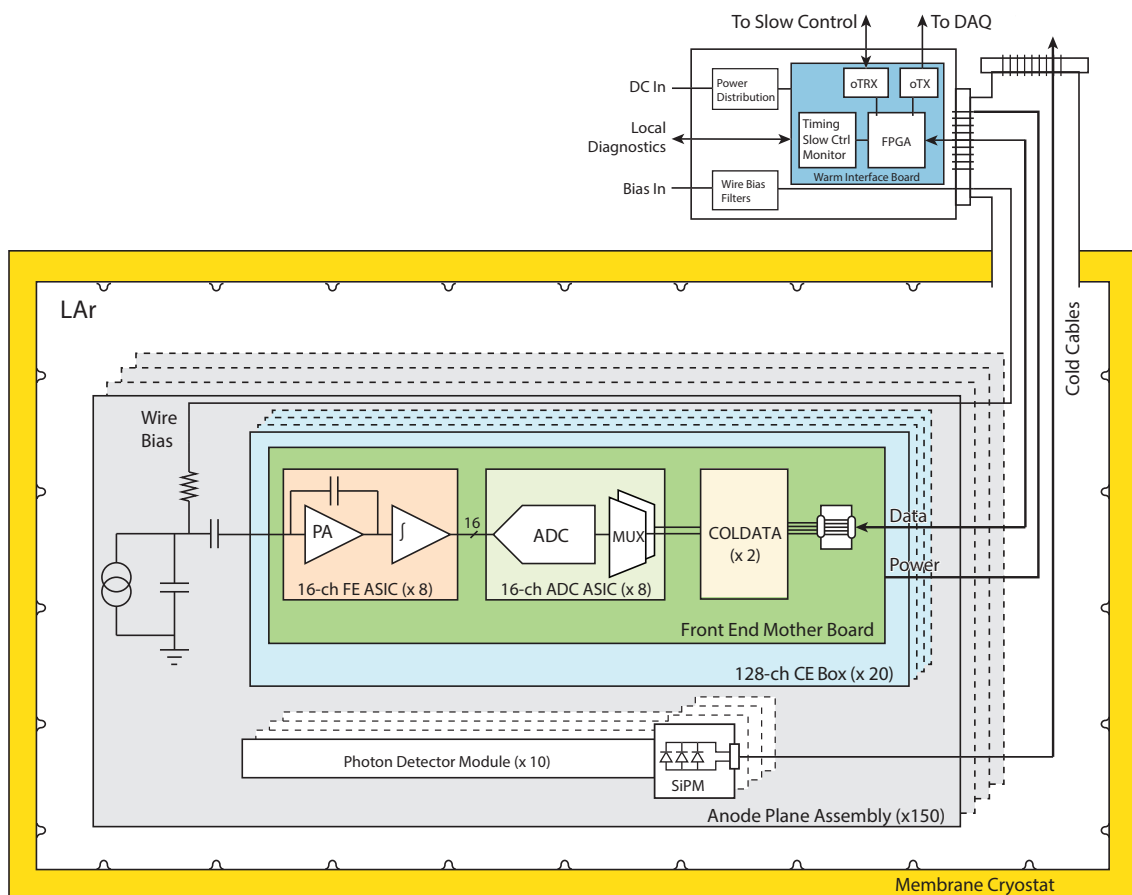 To Slow Control
To DAQ
DC In
Power
Distribution
oTRX
oTX
Local
Diagnostics
Timing
Slow Ctrl
Monitor
FPGA
Warm Interface Board
Bias In
Wire Bias
Filters
LAr
Cold Cables
Wire
Bias
PA
∫
16
ADC
MUX
COLDATA
(x 2)
Data
Power
16-ch FE ASIC (x 8)
16-ch ADC ASIC (x 8)
Front End Mother Board
128-ch CE Box (x 20)
Photon Detector Module (x 10)
SiPM
Anode Plane Assembly (x150)
Membrane Cryostat